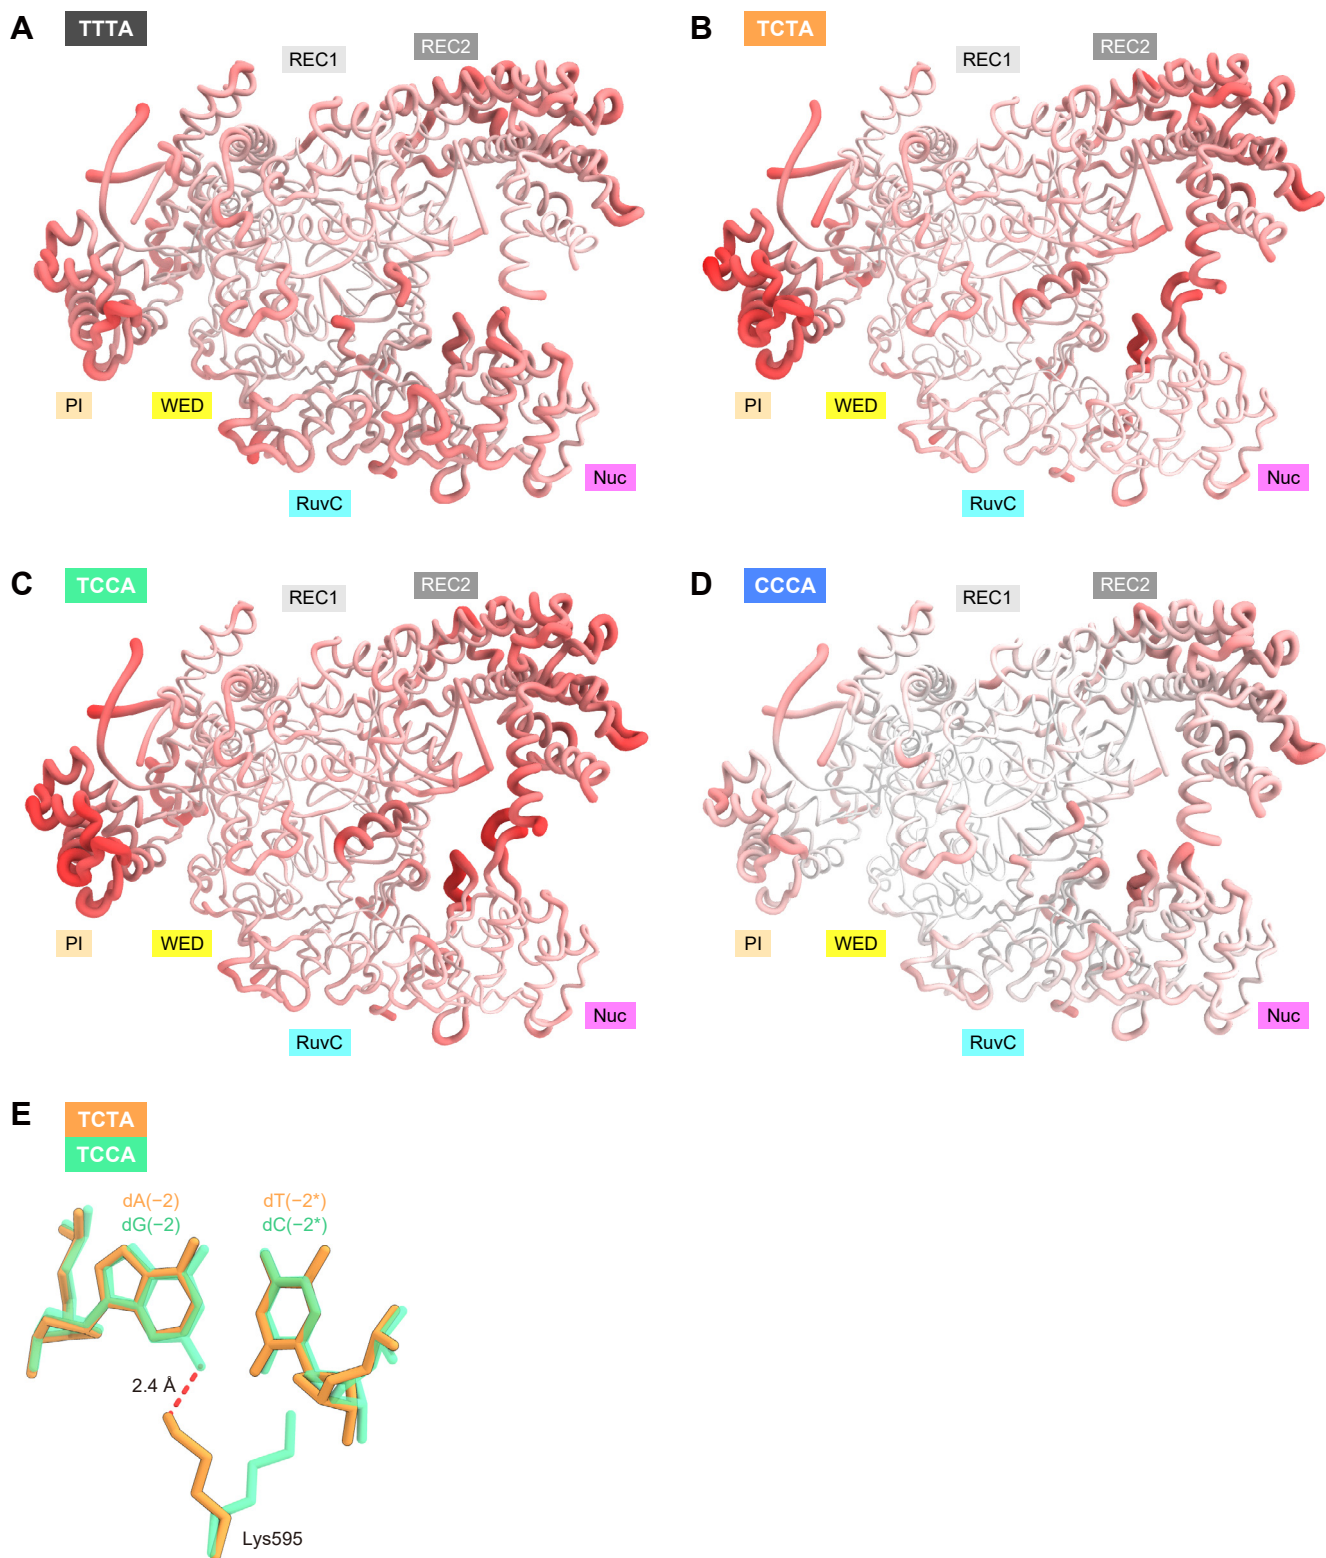 A
TTTA
REC1
REC2
PI
WED
RuvC
Nuc
B
TCTA
REC1
REC2
PI
WED
RuvC
Nuc
C
TCCA
REC1
REC2
PI
WED
RuvC
Nuc
D
CCCA
REC1
REC2
PI
WED
RuvC
Nuc
E
TCTA
TCCA
dA(−2)
dT(−2*)
dG(−2)
dC(−2*)
2.4 Å
Lys595